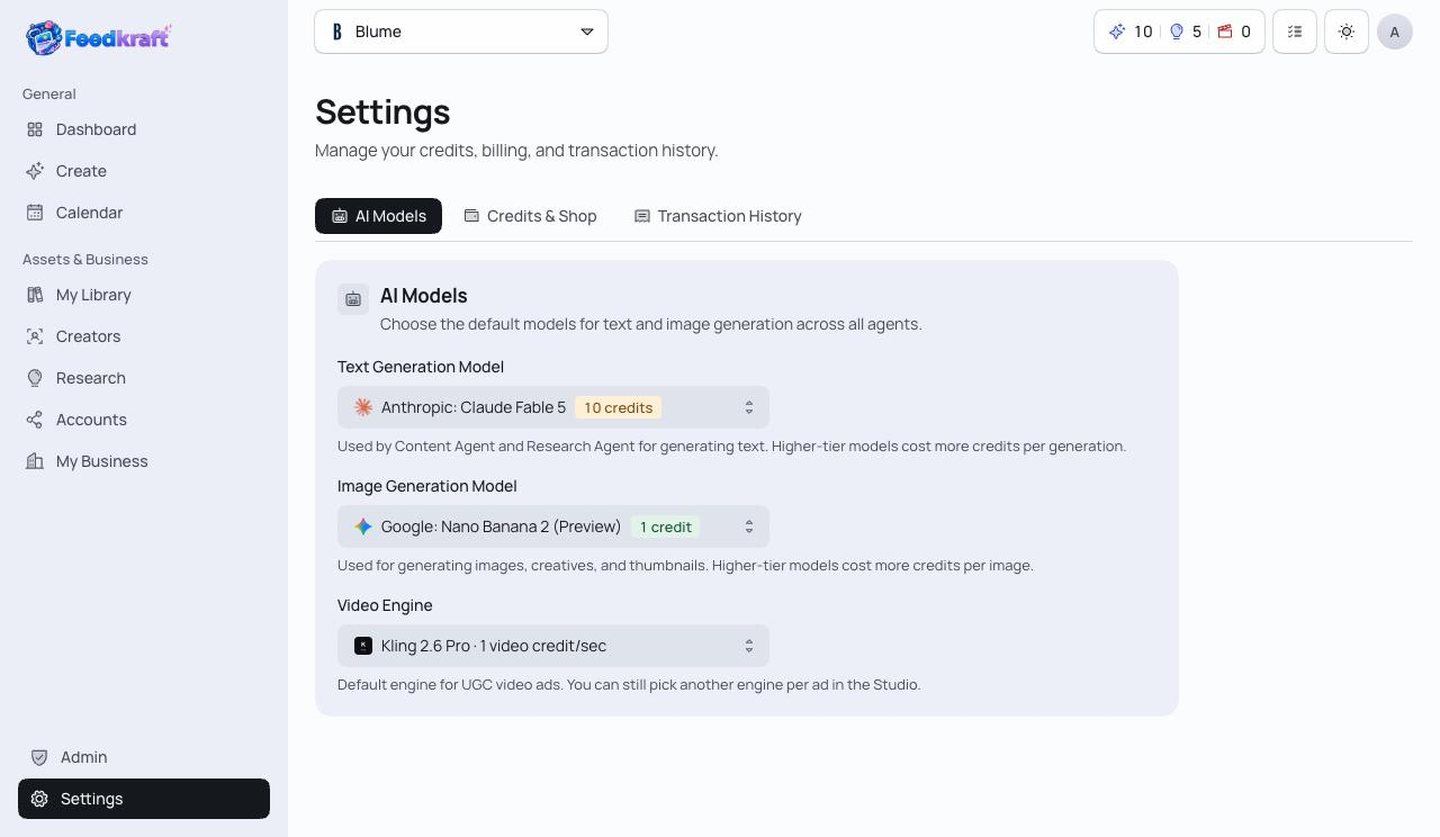 Feedkraft
Blume
10
5
0
A
General
Dashboard
Create
Calendar
Assets & Business
My Library
Creators
Research
Accounts
My Business
Admin
Settings
Settings
Manage your credits, billing, and transaction history.
AI Models
Credits & Shop
Transaction History
AI Models
Choose the default models for text and image generation across all agents.
Text Generation Model
Anthropic: Claude Fable 5 10 credits
Used by Content Agent and Research Agent for generating text. Higher-tier models cost more credits per generation.
Image Generation Model
Google: Nano Banana 2 (Preview) 1 credit
Used for generating images, creatives, and thumbnails. Higher-tier models cost more credits per image.
Video Engine
Kling 2.6 Pro · 1 video credit/sec
Default engine for UGC video ads. You can still pick another engine per ad in the Studio.